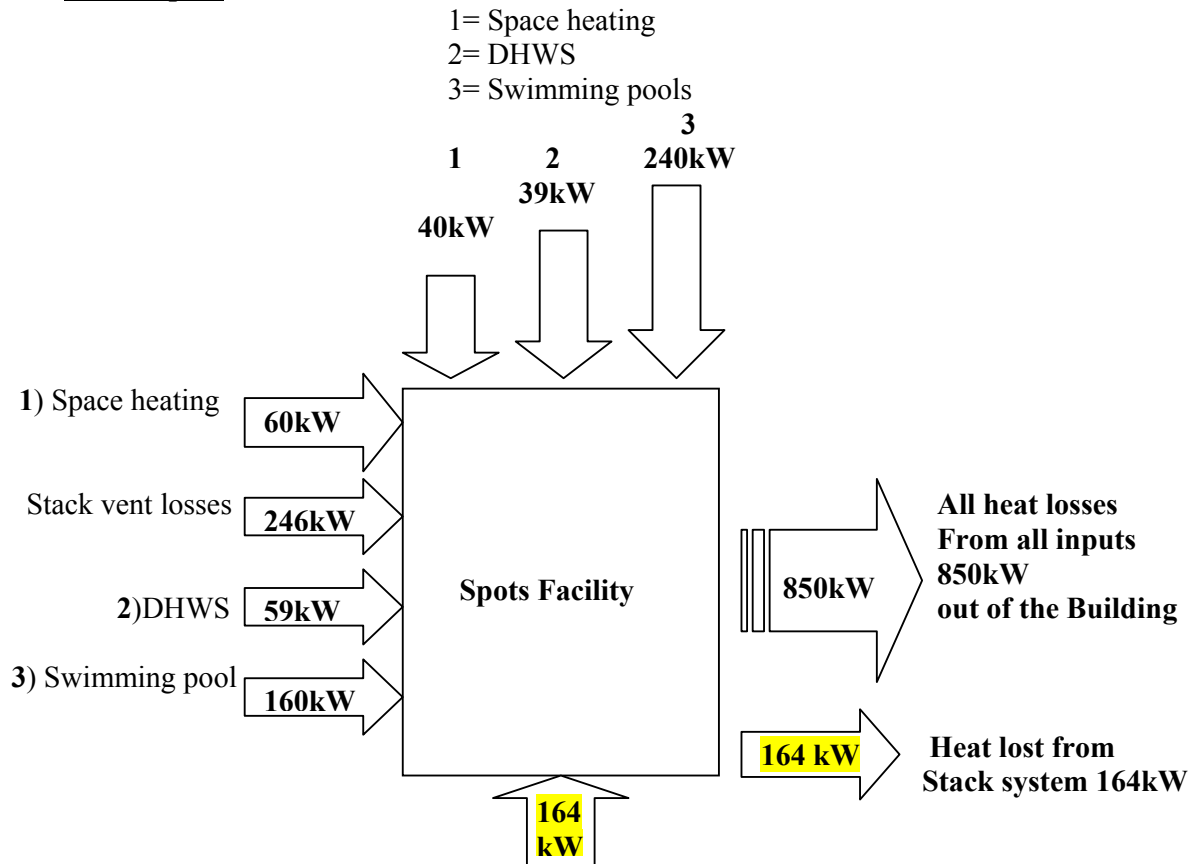 1= Space heating
2= DHWS
3= Swimming pools
3
1 2 240kW
39kW
40kW
1) Space heating
60kW
Stack vent losses
246kW
2)DHWS
59kW
3) Swimming pool
160kW
Spots Facility
850kW
All heat losses
From all inputs
850kW
out of the Building
164 kW
Heat lost from
Stack system 164kW
164
kW